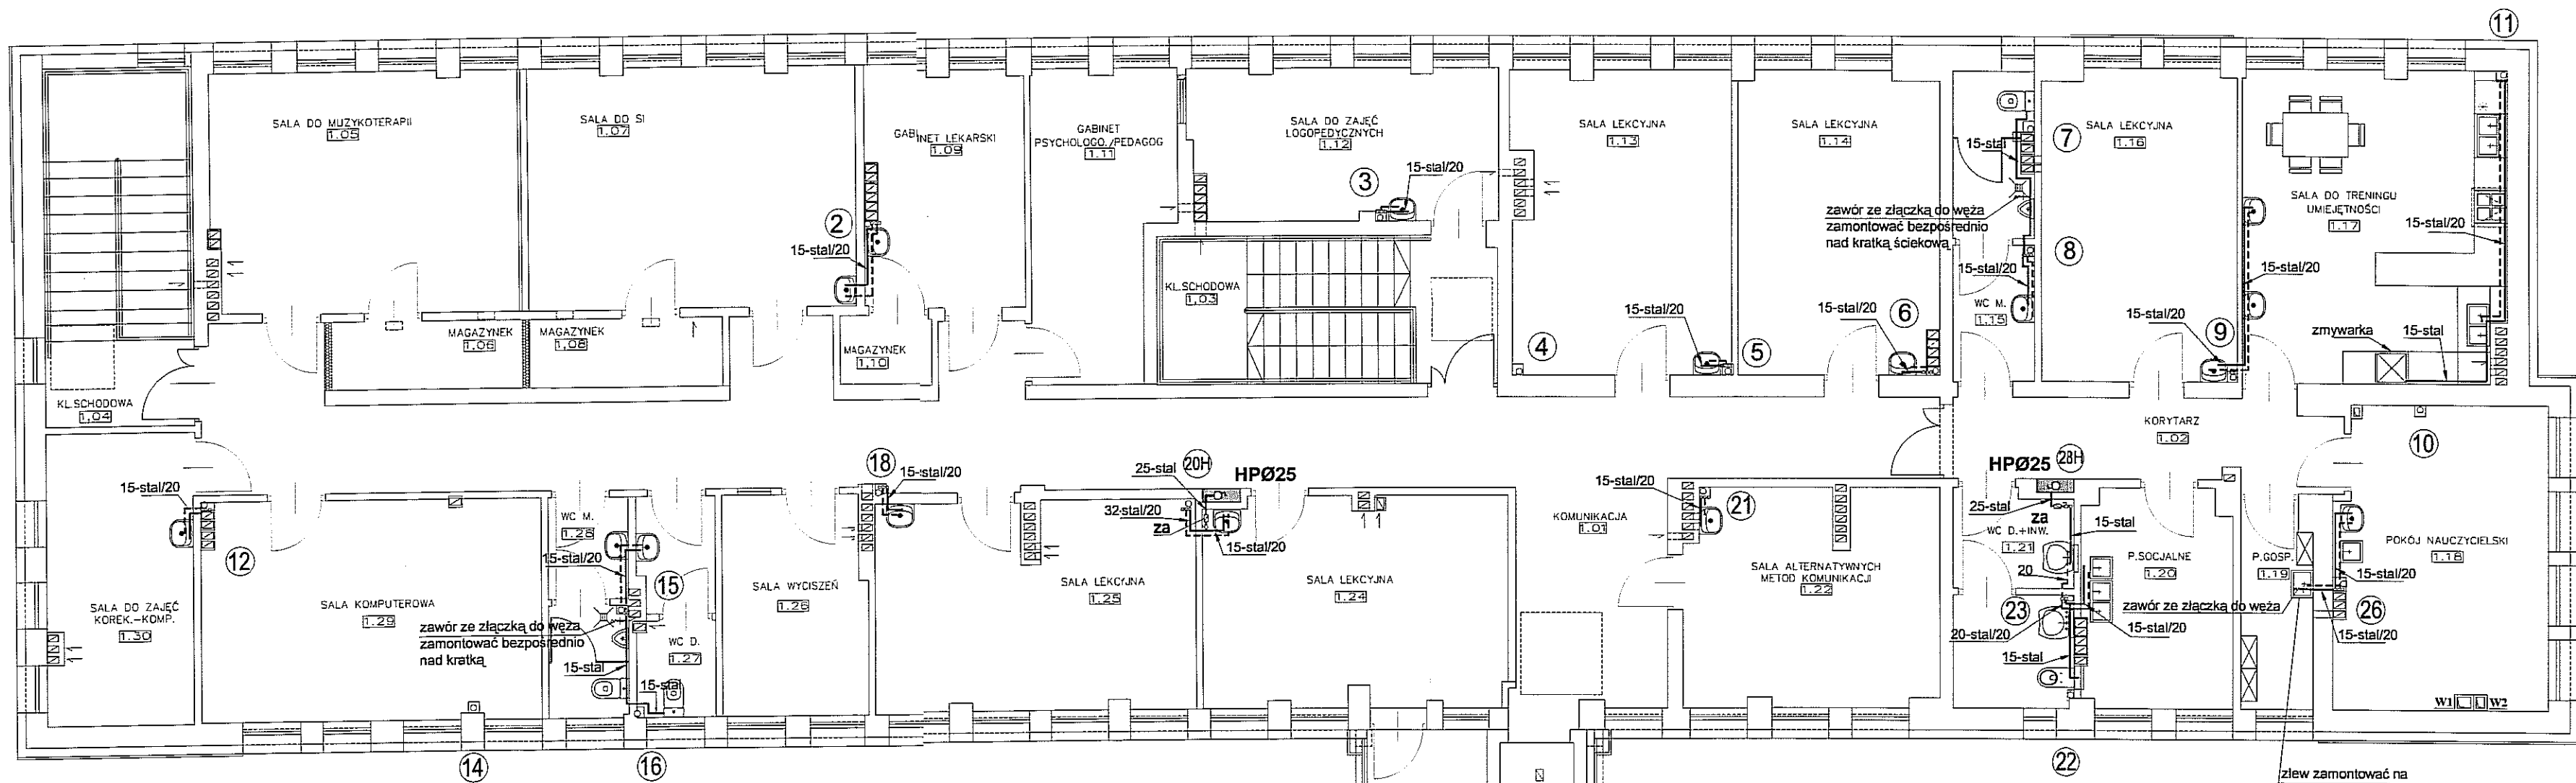 11
SALA DO MUZYKOTERAPII
1.05
SALA DO SI
1.07
GABINET LEKARSKI
1.09
GABINET
PSYCHOLOGO./PEDAGOG
1.11
SALA DO ZAJĘĆ
LOGOPEDYCZNYCH
1.12
SALA LEKCYJNA
1.13
SALA LEKCYJNA
1.14
15-stal
7
SALA LEKCYJNA
1.16
SALA DO TRENINGU
UMIEJĘTNOŚCI
1.17
15-stal/20
2
15-stal/20
3
15-stal/20
zawór ze złączką do węża
zamontować bezpośrednio
nad kratką ściekową
8
15-stal/20
WC M.
1.15
15-stal/20
KL.SCHODOWA
1,03
MAGAZYNEK
1.06
MAGAZYNEK
1,08
MAGAZYNEK
1,10
4
15-stal/20
5
15-stal/20
6
15-stal/20
9
zmywarka
15-stal
KL.SCHODOWA
1,04
KORYTARZ
1.02
10
15-stal/20
12
18
15-stal/20
25-stal
20H
HPØ25
32-stal/20
za
15-stal/20
KOMUNIKACJA
1.01
15-stal/20
21
HPØ25
28H
25-stal
za
15-stal
WC D.+INW.
1.21
20
P.SOCJALNE
1.20
P.GOSP.
1.19
POKÓJ NAUCZYCIELSKI
1.18
15-stal/20
WC M.
1.28
15-stal/20
15
SALA DO ZAJĘĆ
KOREK.-KOMP.
1.30
SALA KOMPUTEROWA
1.29
zawór ze złączką do węża
zamontować bezpośrednio
nad kratką
15-stal
WC D.
1.27
15-stal
SALA WYCISZEŃ
1.26
SALA LEKCYJNA
1.25
SALA LEKCYJNA
1.24
SALA ALTERNATYWNYCH
METOD KOMUNIKACJI
1.22
23
20-stal/20
15-stal
15-stal/20
zawór ze złączką do węża
26
15-stal/20
W1
W2
14
16
22
zlew zamontować na